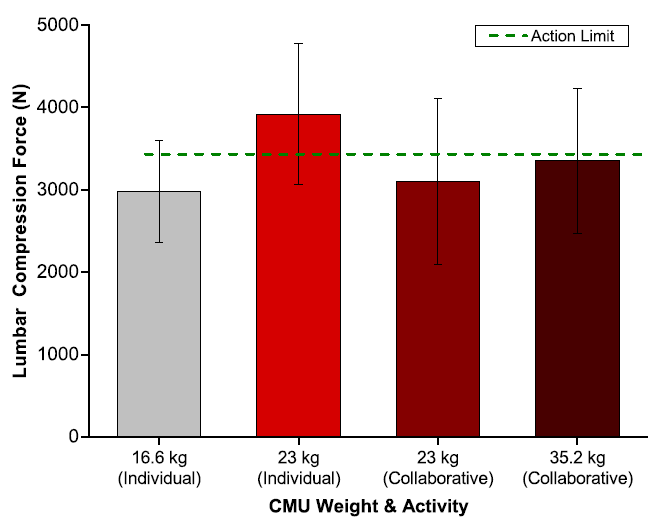 5000
Action Limit
4000
3000
2000
1000
0
Lumbar Compression Force (N)
16.6 kg
(Individual)
23 kg
(Individual)
23 kg
(Collaborative)
35.2 kg
(Collaborative)
CMU Weight & Activity